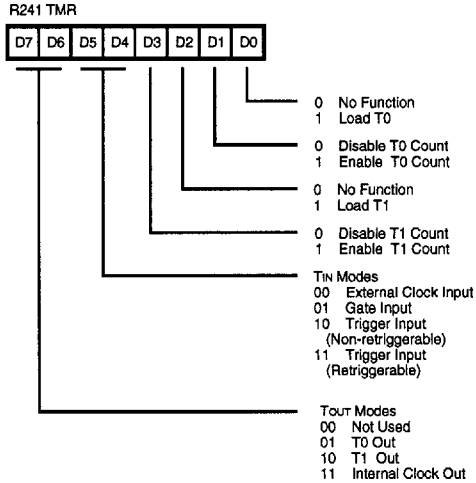 R241 TMR
D7 D6 D5 D4 D3 D2 D1 D0
0 No Function
1 Load T0
0 Disable T0 Count
1 Enable T0 Count
0 No Function
1 Load T1
0 Disable T1 Count
1 Enable T1 Count
TIN Modes
00 External Clock Input
01 Gate Input
10 Trigger Input
(Non-retriggerable)
11 Trigger Input
(Retriggerable)
TOUT Modes
00 Not Used
01 T0 Out
10 T1 Out
11 Internal Clock Out